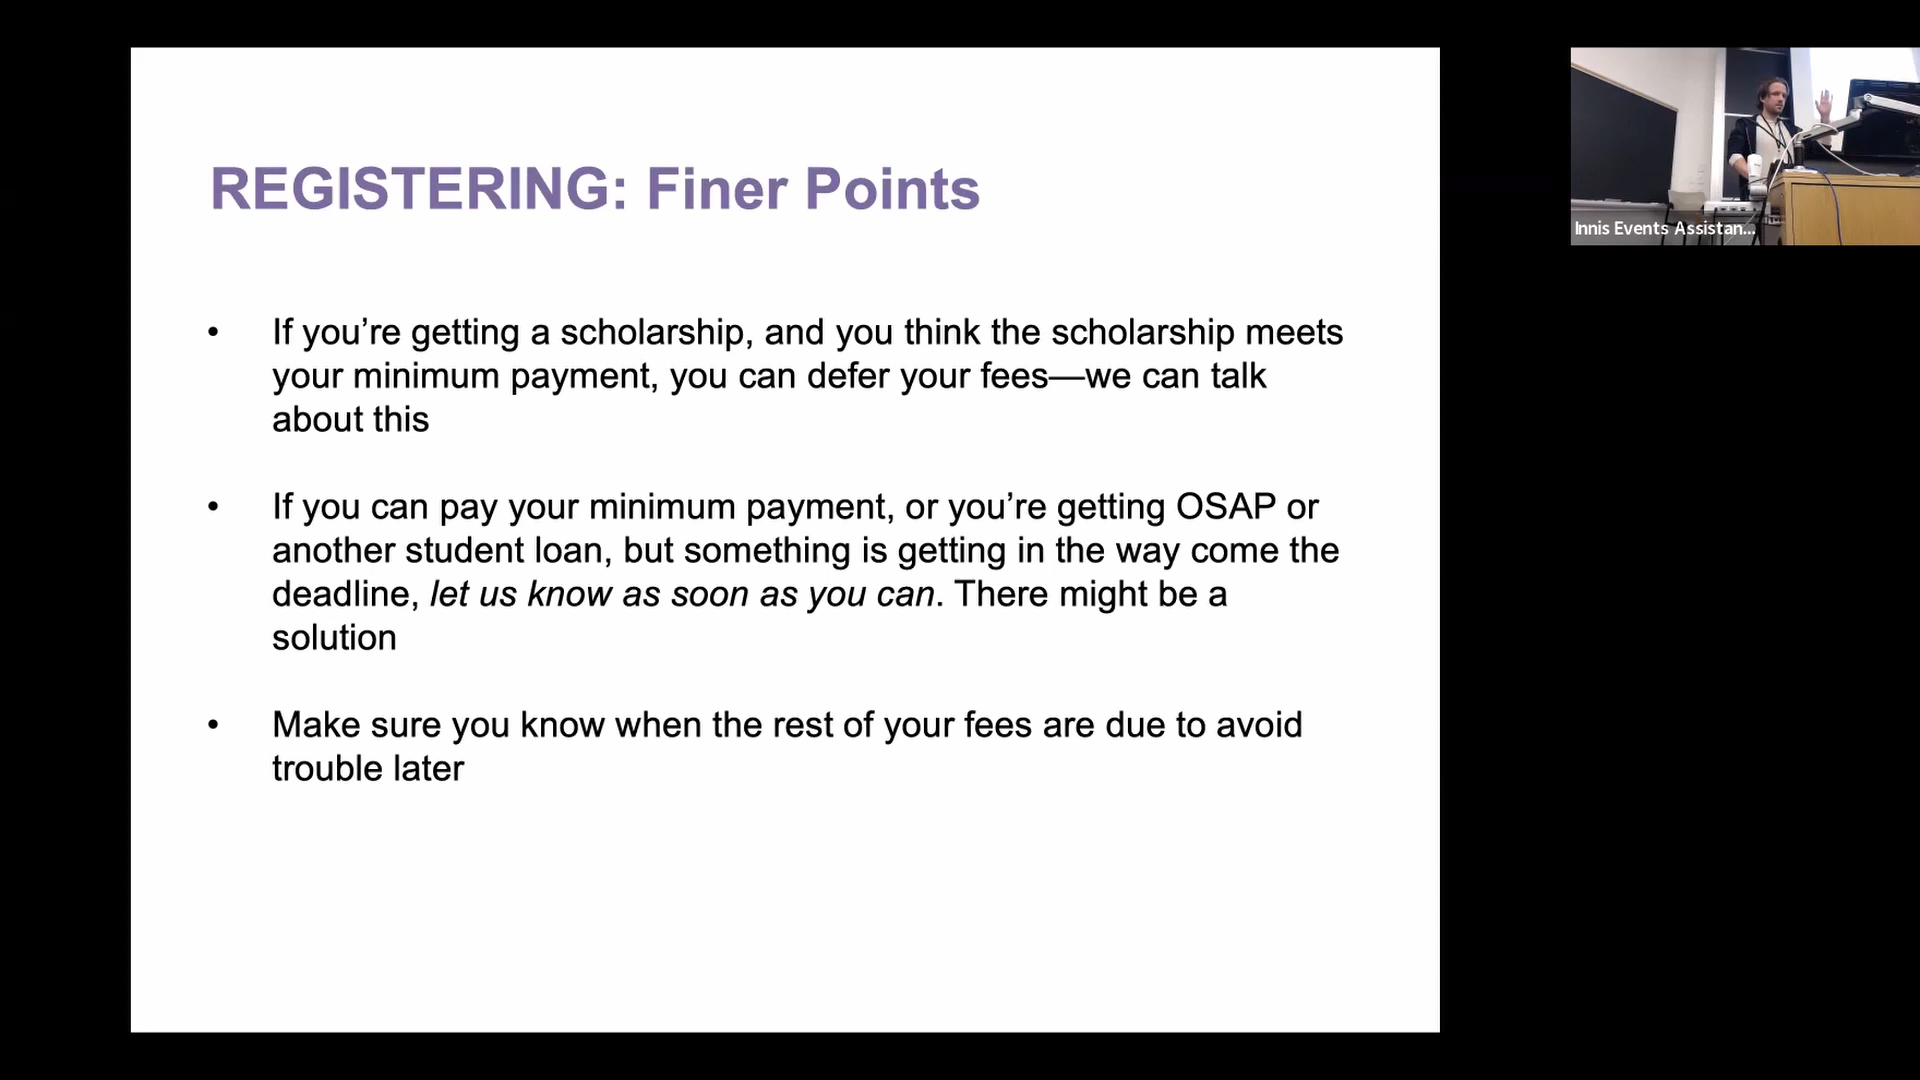 REGISTERING: Finer Points
• If you’re getting a scholarship, and you think the scholarship meets
your minimum payment, you can defer your fees—we can talk
about this
• If you can pay your minimum payment, or you’re getting OSAP or
another student loan, but something is getting in the way come the
deadline, let us know as soon as you can. There might be a
solution
• Make sure you know when the rest of your fees are due to avoid
trouble later
Innis Events Assistan...